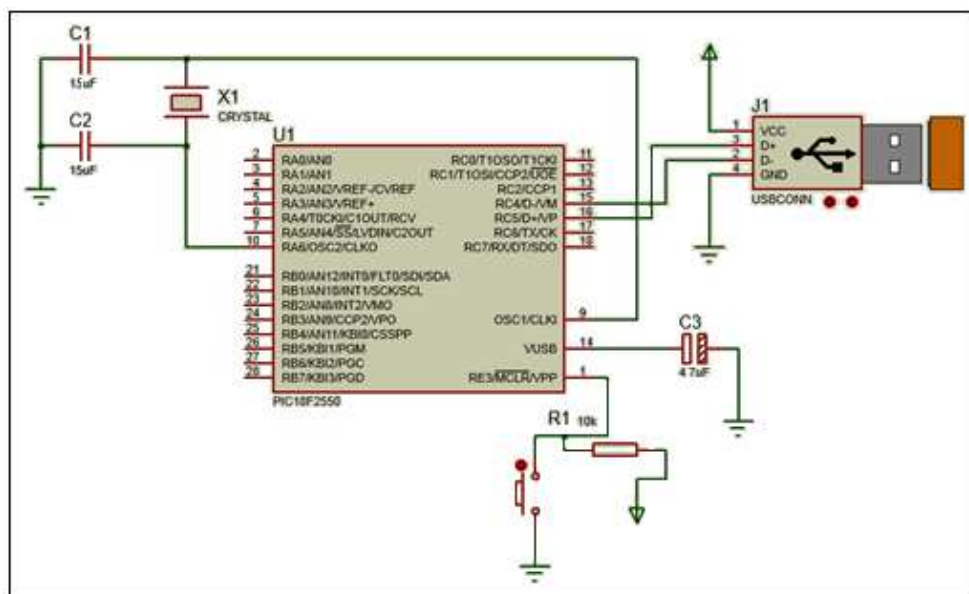 C1
15uF
C2
15uF
X1
CRYSTAL
U1
2 RA0/AN0
3 RA1/AN1
4 RA2/AN2/VREF-/CVREF
5 RA3/AN3/VREF+
6 RA4/T0CKI/C1OUT/RCV
7 RA5/AN4/SS/LVDIN/C2OUT
10 RA6/OSC2/CLKO
21 RB0/AN12/INT0/FLT0/SDI/SDA
22 RB1/AN10/INT1/SCK/SCL
23 RB2/AN8/INT2/VMO
24 RB3/AN9/CCP2/VPO
25 RB4/AN11/KBI0/CSSPP
26 RB5/KBI1/PGM
27 RB6/KBI2/PGC
28 RB7/KBI3/PGD
RC0/T1OSO/T1CKI 11
RC1/T1OSI/CCP2/UOE 12
RC2/CCP1 13
RC4/D-/VM 15
RC5/D+/VP 16
RC6/TX/CK 17
RC7/RX/DT/SDO 18
OSC1/CLKI 9
VUSB 14
RE3/MCLR/VPP 1
PIC18F2550
J1
1 VCC
3 D+
2 D-
4 GND
USBCONN
C3
4.7uF
R1 10k